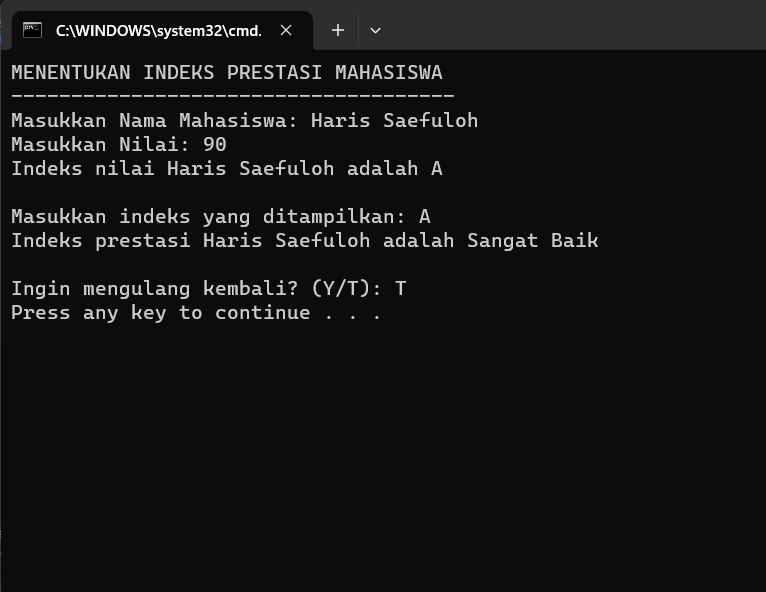 C:\WINDOWS\system32\cmd.
MENENTUKAN INDEKS PRESTASI MAHASISWA
-------------------------------------
Masukkan Nama Mahasiswa: Haris Saefuloh
Masukkan Nilai: 90
Indeks nilai Haris Saefuloh adalah A
Masukkan indeks yang ditampilkan: A
Indeks prestasi Haris Saefuloh adalah Sangat Baik
Ingin mengulang kembali? (Y/T): T
Press any key to continue . . .